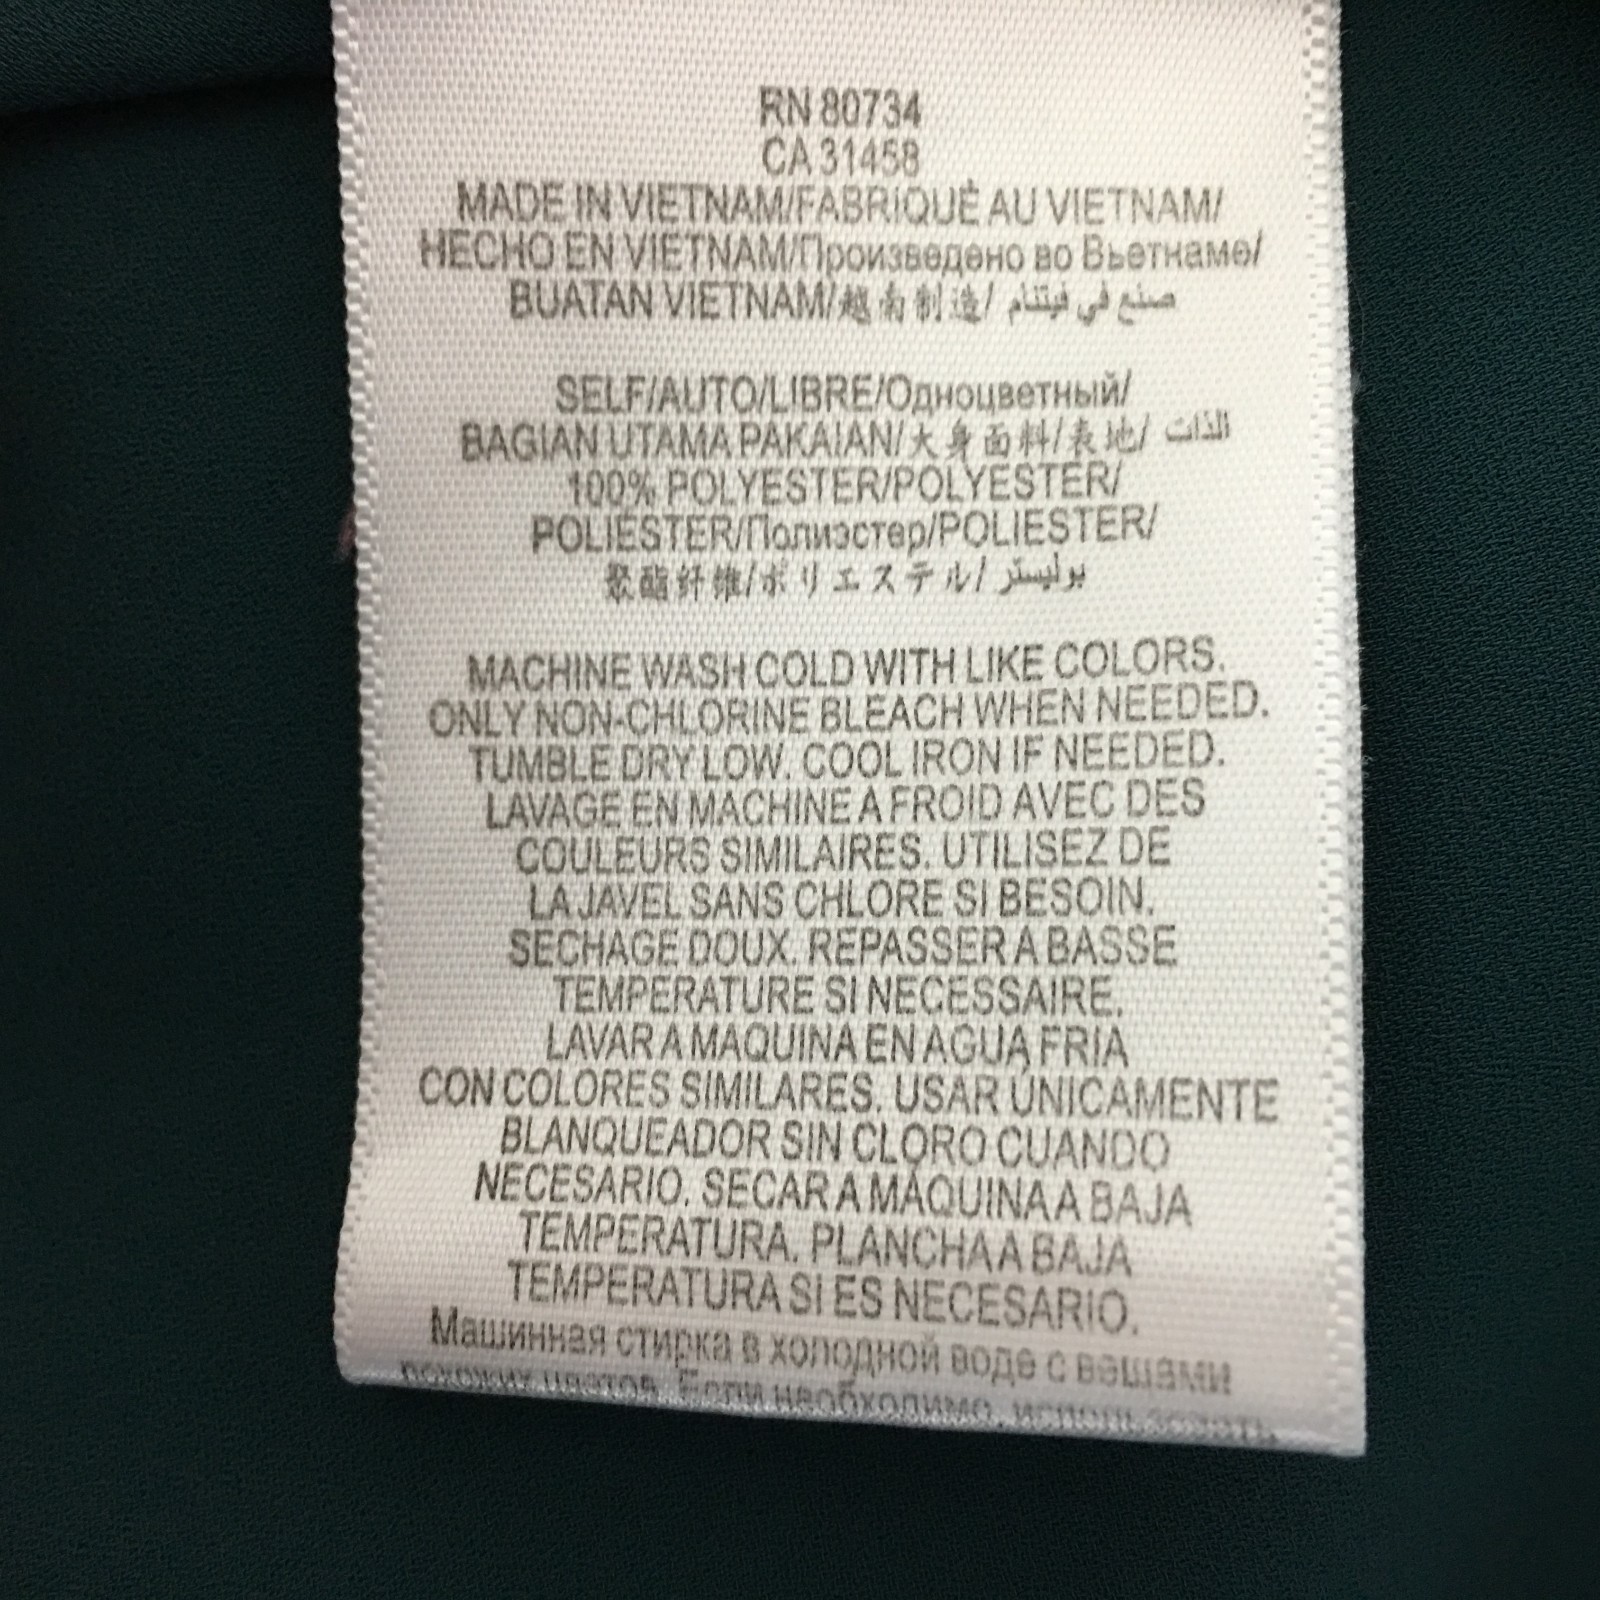 RN 80734
CA 31458
MADE IN VIETNAM/FABRIQUÉ AU VIETNAM/
HECHO EN VIETNAM/Произведено во Вьетнаме/
BUATAN VIETNAM/越南制造/ صنع في فيتنام
SELF/AUTO/LIBRE/Одноцветный/
BAGIAN UTAMA PAKAIAN/大身面料/表地/ الذات
100% POLYESTER/POLYESTER/
POLIÉSTER/Полиэстер/POLIESTER/
聚酯纤维/ポリエステル/ بوليستر
MACHINE WASH COLD WITH LIKE COLORS.
ONLY NON-CHLORINE BLEACH WHEN NEEDED.
TUMBLE DRY LOW. COOL IRON IF NEEDED.
LAVAGE EN MACHINE A FROID AVEC DES
COULEURS SIMILAIRES. UTILISEZ DE
LA JAVEL SANS CHLORE SI BESOIN.
SECHAGE DOUX. REPASSER A BASSE
TEMPERATURE SI NECESSAIRE.
LAVAR A MAQUINA EN AGUA FRIA
CON COLORES SIMILARES. USAR ÚNICAMENTE
BLANQUEADOR SIN CLORO CUANDO
NECESARIO. SECAR A MÁQUINA A BAJA
TEMPERATURA. PLANCHA A BAJA
TEMPERATURA SI ES NECESARIO.
Машинная стирка в холодной воде с вещами
похожих цветов. Если необходимо, использовать